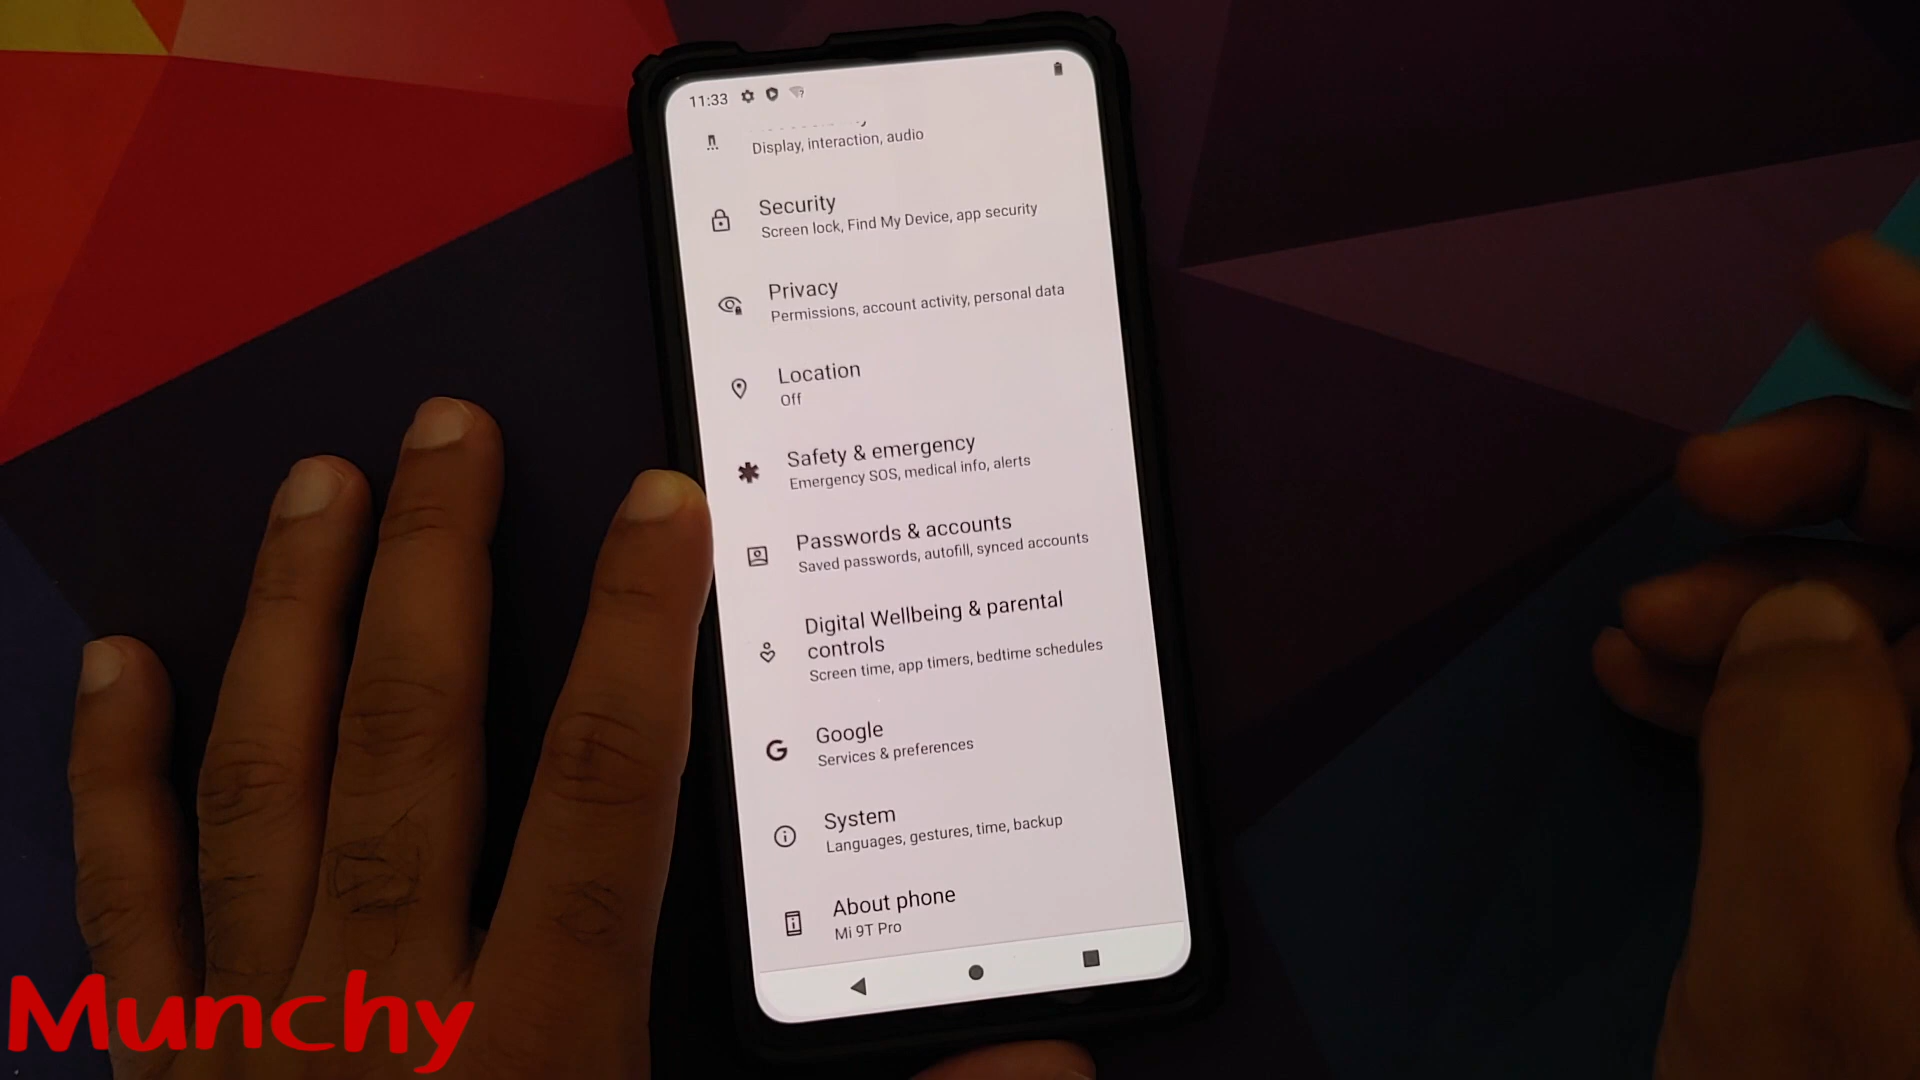 11:33
Display, interaction, audio
Security
Screen lock, Find My Device, app security
Privacy
Permissions, account activity, personal data
Location
Off
Safety & emergency
Emergency SOS, medical info, alerts
Passwords & accounts
Saved passwords, autofill, synced accounts
Digital Wellbeing & parental
controls
Screen time, app timers, bedtime schedules
Google
Services & preferences
System
Languages, gestures, time, backup
About phone
Mi 9T Pro
Munchy